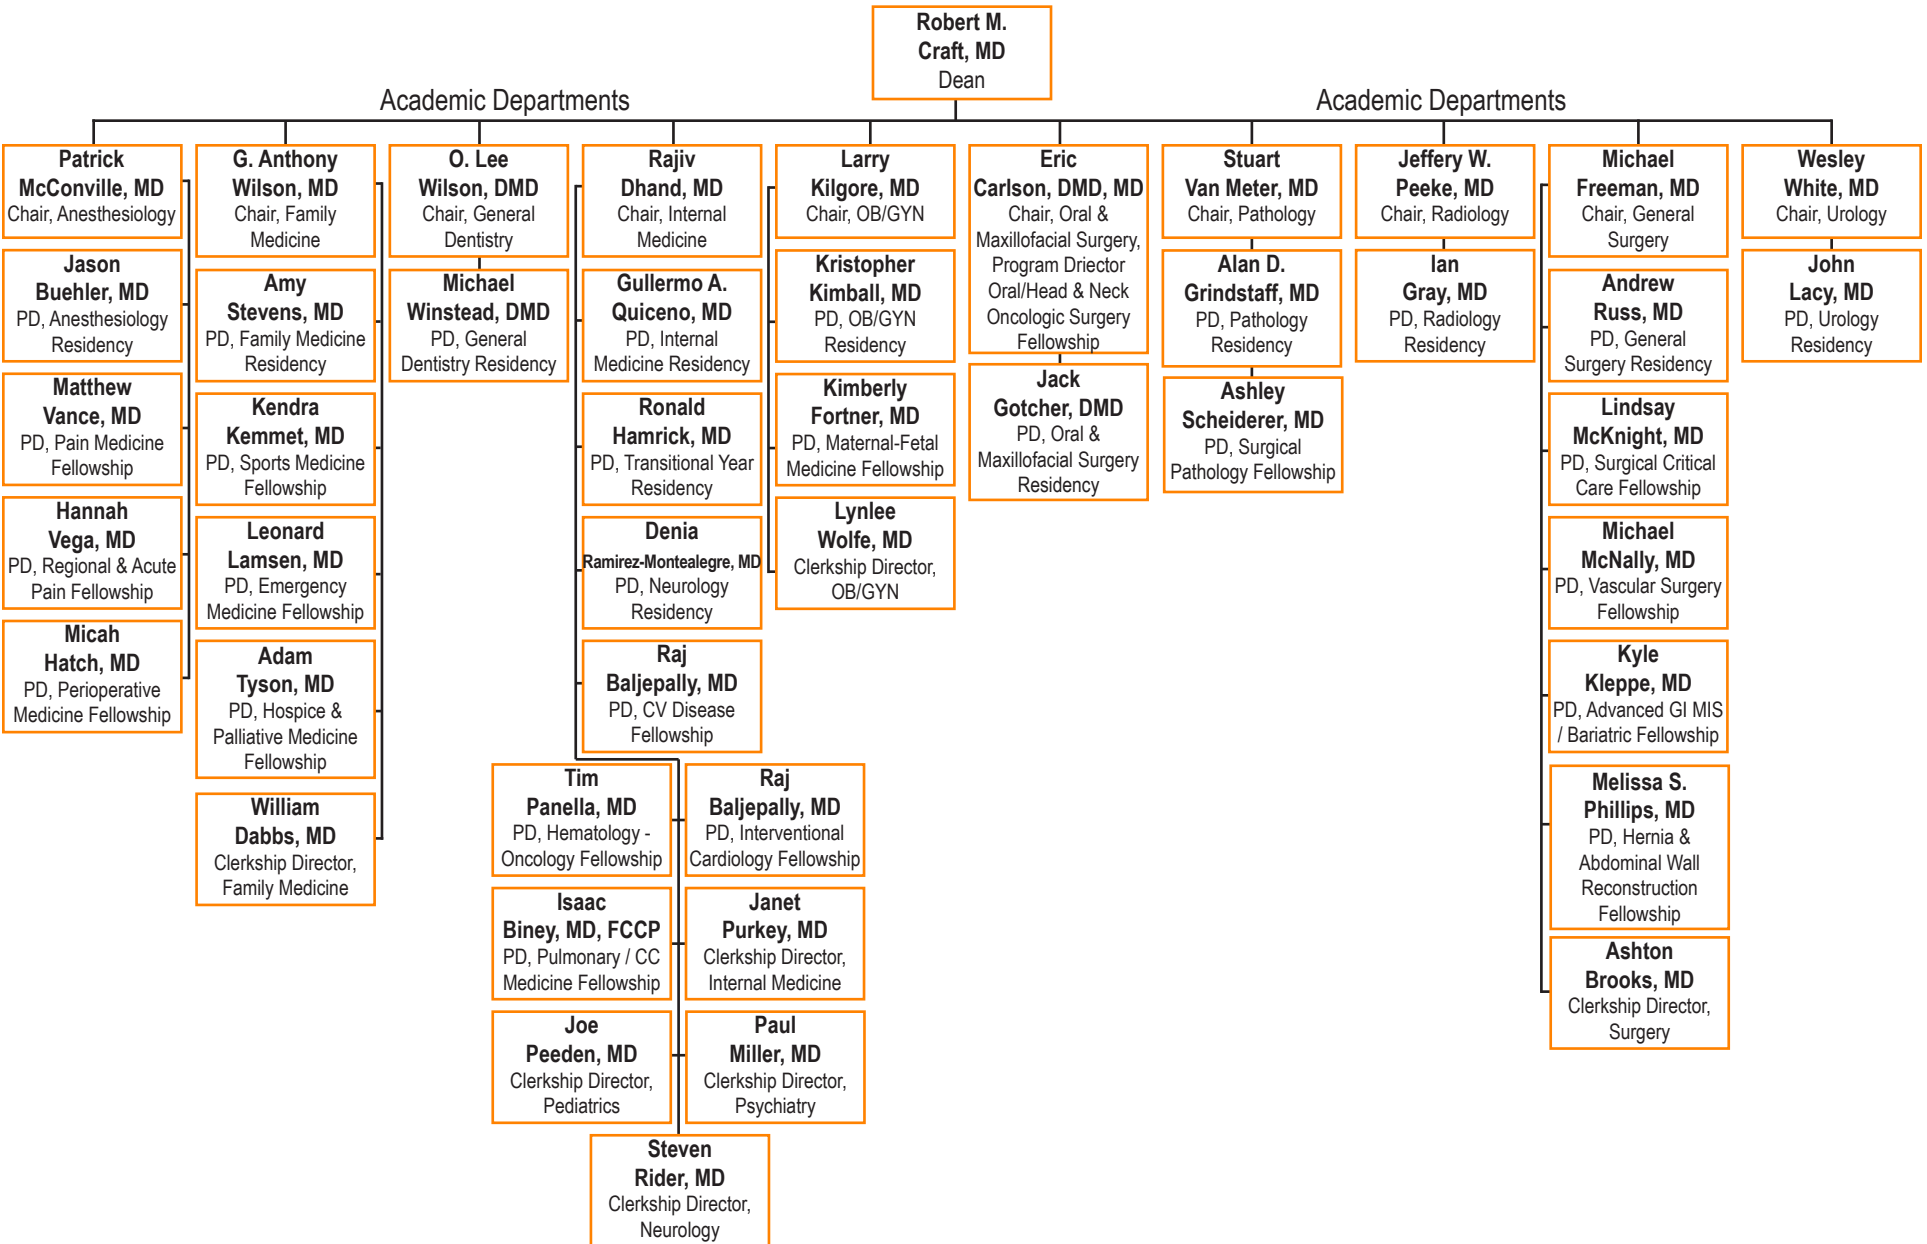 Robert M.
Craft, MD
Dean
Academic Departments
Academic Departments
Patrick
McConville, MD
Chair, Anesthesiology
Jason
Buehler, MD
PD, Anesthesiology
Residency
Matthew
Vance, MD
PD, Pain Medicine
Fellowship
Hannah
Vega, MD
PD, Regional & Acute
Pain Fellowship
Micah
Hatch, MD
PD, Perioperative
Medicine Fellowship
G. Anthony
Wilson, MD
Chair, Family
Medicine
Amy
Stevens, MD
PD, Family Medicine
Residency
Kendra
Kemmet, MD
PD, Sports Medicine
Fellowship
Leonard
Lamsen, MD
PD, Emergency
Medicine Fellowship
Adam
Tyson, MD
PD, Hospice &
Palliative Medicine
Fellowship
William
Dabbs, MD
Clerkship Director,
Family Medicine
O. Lee
Wilson, DMD
Chair, General
Dentistry
Michael
Winstead, DMD
PD, General
Dentistry Residency
Rajiv
Dhand, MD
Chair, Internal
Medicine
Gullermo A.
Quiceno, MD
PD, Internal
Medicine Residency
Ronald
Hamrick, MD
PD, Transitional Year
Residency
Denia
Ramirez-Montealegre, MD
PD, Neurology
Residency
Raj
Baljepally, MD
PD, CV Disease
Fellowship
Tim
Panella, MD
PD, Hematology -
Oncology Fellowship
Raj
Baljepally, MD
PD, Interventional
Cardiology Fellowship
Isaac
Biney, MD, FCCP
PD, Pulmonary / CC
Medicine Fellowship
Janet
Purkey, MD
Clerkship Director,
Internal Medicine
Joe
Peeden, MD
Clerkship Director,
Pediatrics
Paul
Miller, MD
Clerkship Director,
Psychiatry
Steven
Rider, MD
Clerkship Director,
Neurology
Larry
Kilgore, MD
Chair, OB/GYN
Kristopher
Kimball, MD
PD, OB/GYN
Residency
Kimberly
Fortner, MD
PD, Maternal-Fetal
Medicine Fellowship
Lynlee
Wolfe, MD
Clerkship Director,
OB/GYN
Eric
Carlson, DMD, MD
Chair, Oral &
Maxillofacial Surgery,
Program Driector
Oral/Head & Neck
Oncologic Surgery
Fellowship
Jack
Gotcher, DMD
PD, Oral &
Maxillofacial Surgery
Residency
Stuart
Van Meter, MD
Chair, Pathology
Alan D.
Grindstaff, MD
PD, Pathology
Residency
Ashley
Scheiderer, MD
PD, Surgical
Pathology Fellowship
Jeffery W.
Peeke, MD
Chair, Radiology
Ian
Gray, MD
PD, Radiology
Residency
Michael
Freeman, MD
Chair, General
Surgery
Andrew
Russ, MD
PD, General
Surgery Residency
Lindsay
McKnight, MD
PD, Surgical Critical
Care Fellowship
Michael
McNally, MD
PD, Vascular Surgery
Fellowship
Kyle
Kleppe, MD
PD, Advanced GI MIS
/ Bariatric Fellowship
Melissa S.
Phillips, MD
PD, Hernia &
Abdominal Wall
Reconstruction
Fellowship
Ashton
Brooks, MD
Clerkship Director,
Surgery
Wesley
White, MD
Chair, Urology
John
Lacy, MD
PD, Urology
Residency